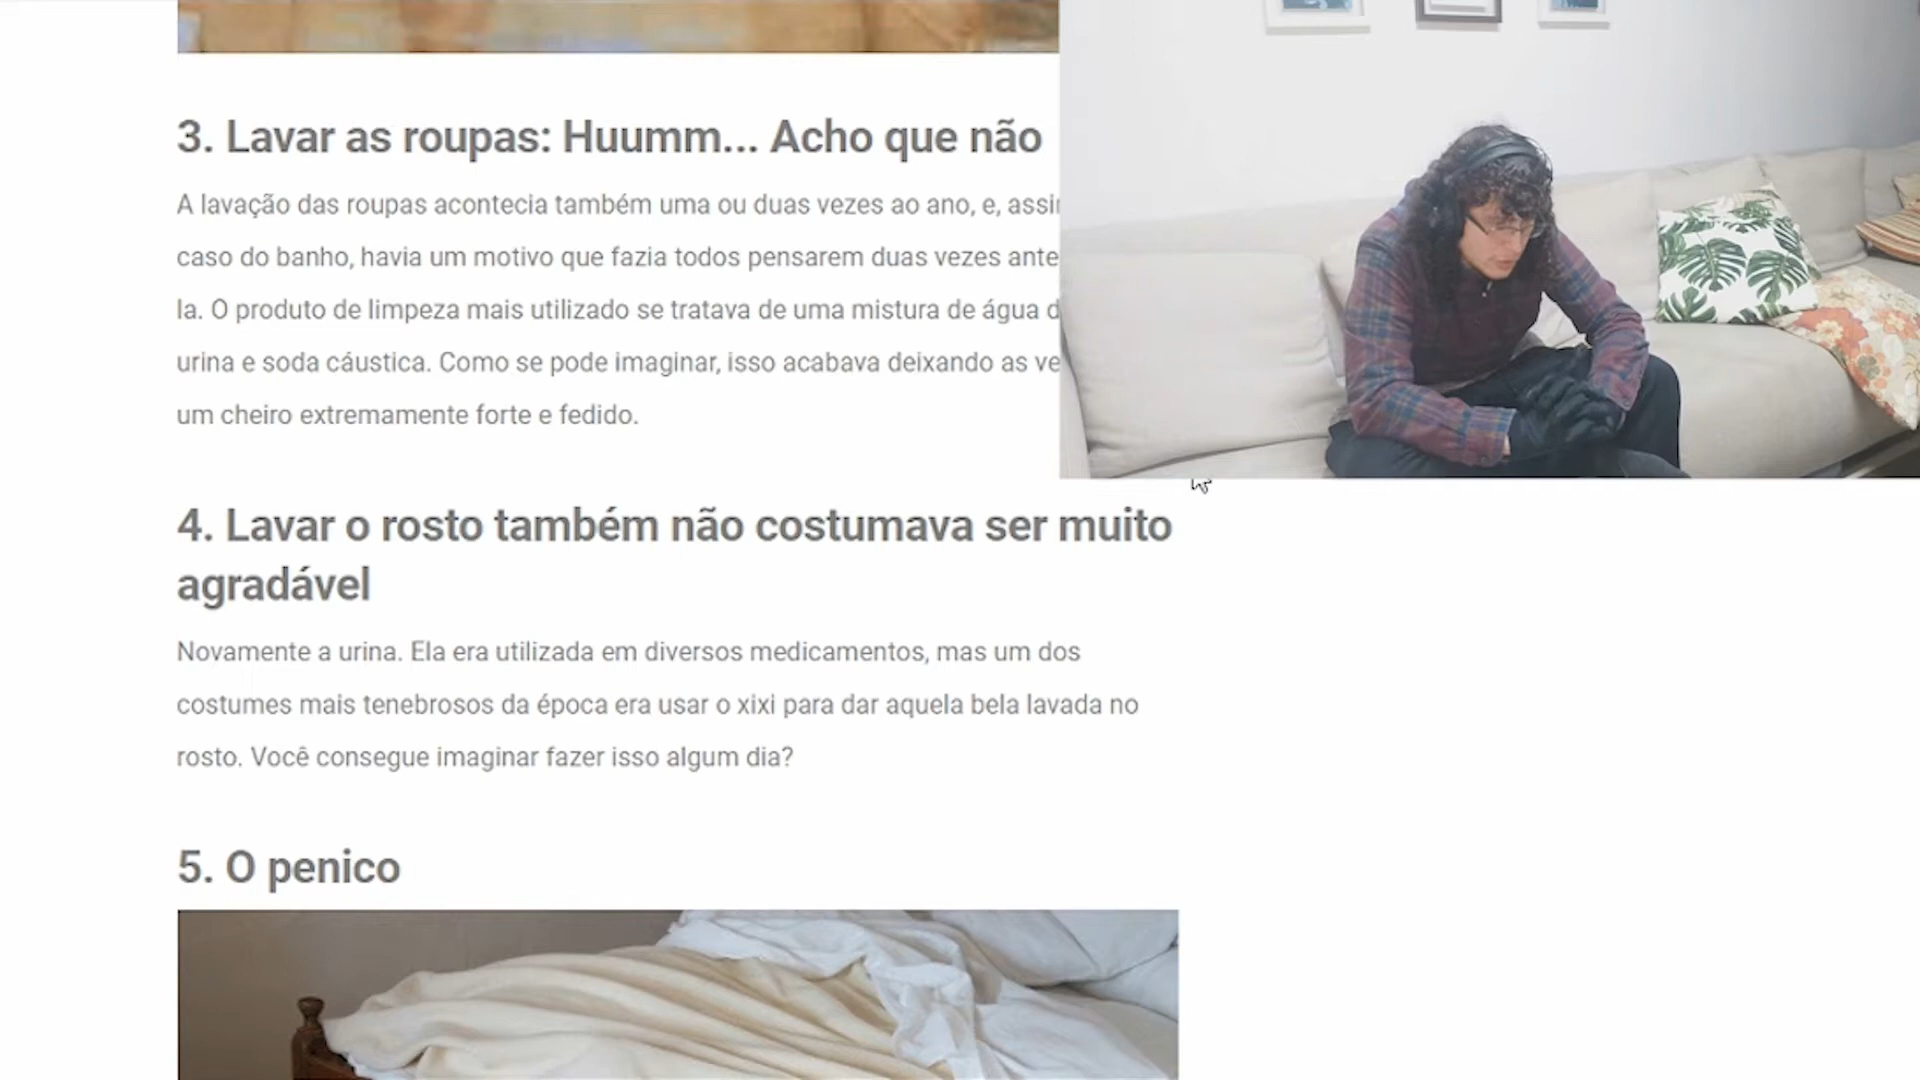 3. Lavar as roupas: Huumm... Acho que não
A lavação das roupas acontecia também uma ou duas vezes ao ano, e,
caso do banho, havia um motivo que fazia todos pensarem duas vezes
la. O produto de limpeza mais utilizado se tratava de uma mistura de água
urina e soda cáustica. Como se pode imaginar, isso acabava deixando as
um cheiro extremamente forte e fedido.
4. Lavar o rosto também não costumava ser muito
agradável
Novamente a urina. Ela era utilizada em diversos medicamentos, mas um dos
costumes mais tenebrosos da época era usar o xixi para dar aquela bela lavada no
rosto. Você consegue imaginar fazer isso algum dia?
5. O penico